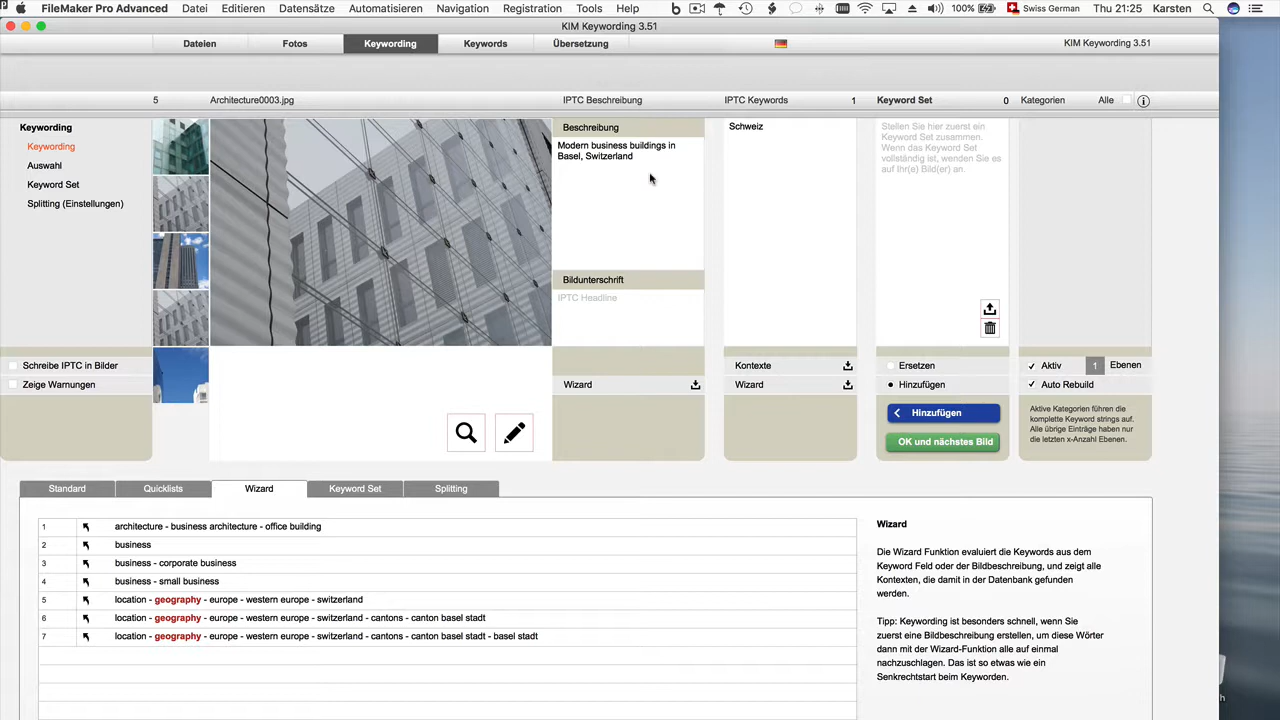 FileMaker Pro Advanced Datei Editieren Datensätze Automatisieren Navigation Registration Tools Help 100% Swiss German Thu 21:25 Karsten
KIM Keywording 3.51
Dateien Fotos Keywording Keywords Übersetzung KIM Keywording 3.51
5 Architecture0003.jpg IPTC Beschreibung IPTC Keywords 1 Keyword Set 0 Kategorien Alle
Keywording
Keywording
Auswahl
Keyword Set
Splitting (Einstellungen)
Schreibe IPTC in Bilder
Zeige Warnungen
Beschreibung
Modern business buildings in
Basel, Switzerland
Bildunterschrift
IPTC Headline
Wizard
Schweiz
Kontexte
Wizard
Stellen Sie hier zuerst ein
Keyword Set zusammen.
Wenn das Keyword Set
vollständig ist, wenden Sie es
auf Ihr(e) Bild(er) an.
Ersetzen
Hinzufügen
Hinzufügen
OK und nächstes Bild
Aktiv 1 Ebenen
Auto Rebuild
Aktive Kategorien führen die
komplette Keyword strings auf.
Alle übrige Einträge haben nur
die letzten x-Anzahl Ebenen.
Standard Quicklists Wizard Keyword Set Splitting
1 architecture - business architecture - office building
2 business
3 business - corporate business
4 business - small business
5 location - geography - europe - western europe - switzerland
6 location - geography - europe - western europe - switzerland - cantons - canton basel stadt
7 location - geography - europe - western europe - switzerland - cantons - canton basel stadt - basel stadt
Wizard
Die Wizard Funktion evaluiert die Keywords aus dem
Keyword Feld oder der Bildbeschreibung, und zeigt alle
Kontexten, die damit in der Datenbank gefunden
werden.
Tipp: Keywording ist besonders schnell, wenn Sie
zuerst eine Bildbeschreibung erstellen, um diese Wörter
dann mit der Wizard-Funktion alle auf einmal
nachzuschlagen. Das ist so etwas wie ein
Senkrechtstart beim Keyworden.